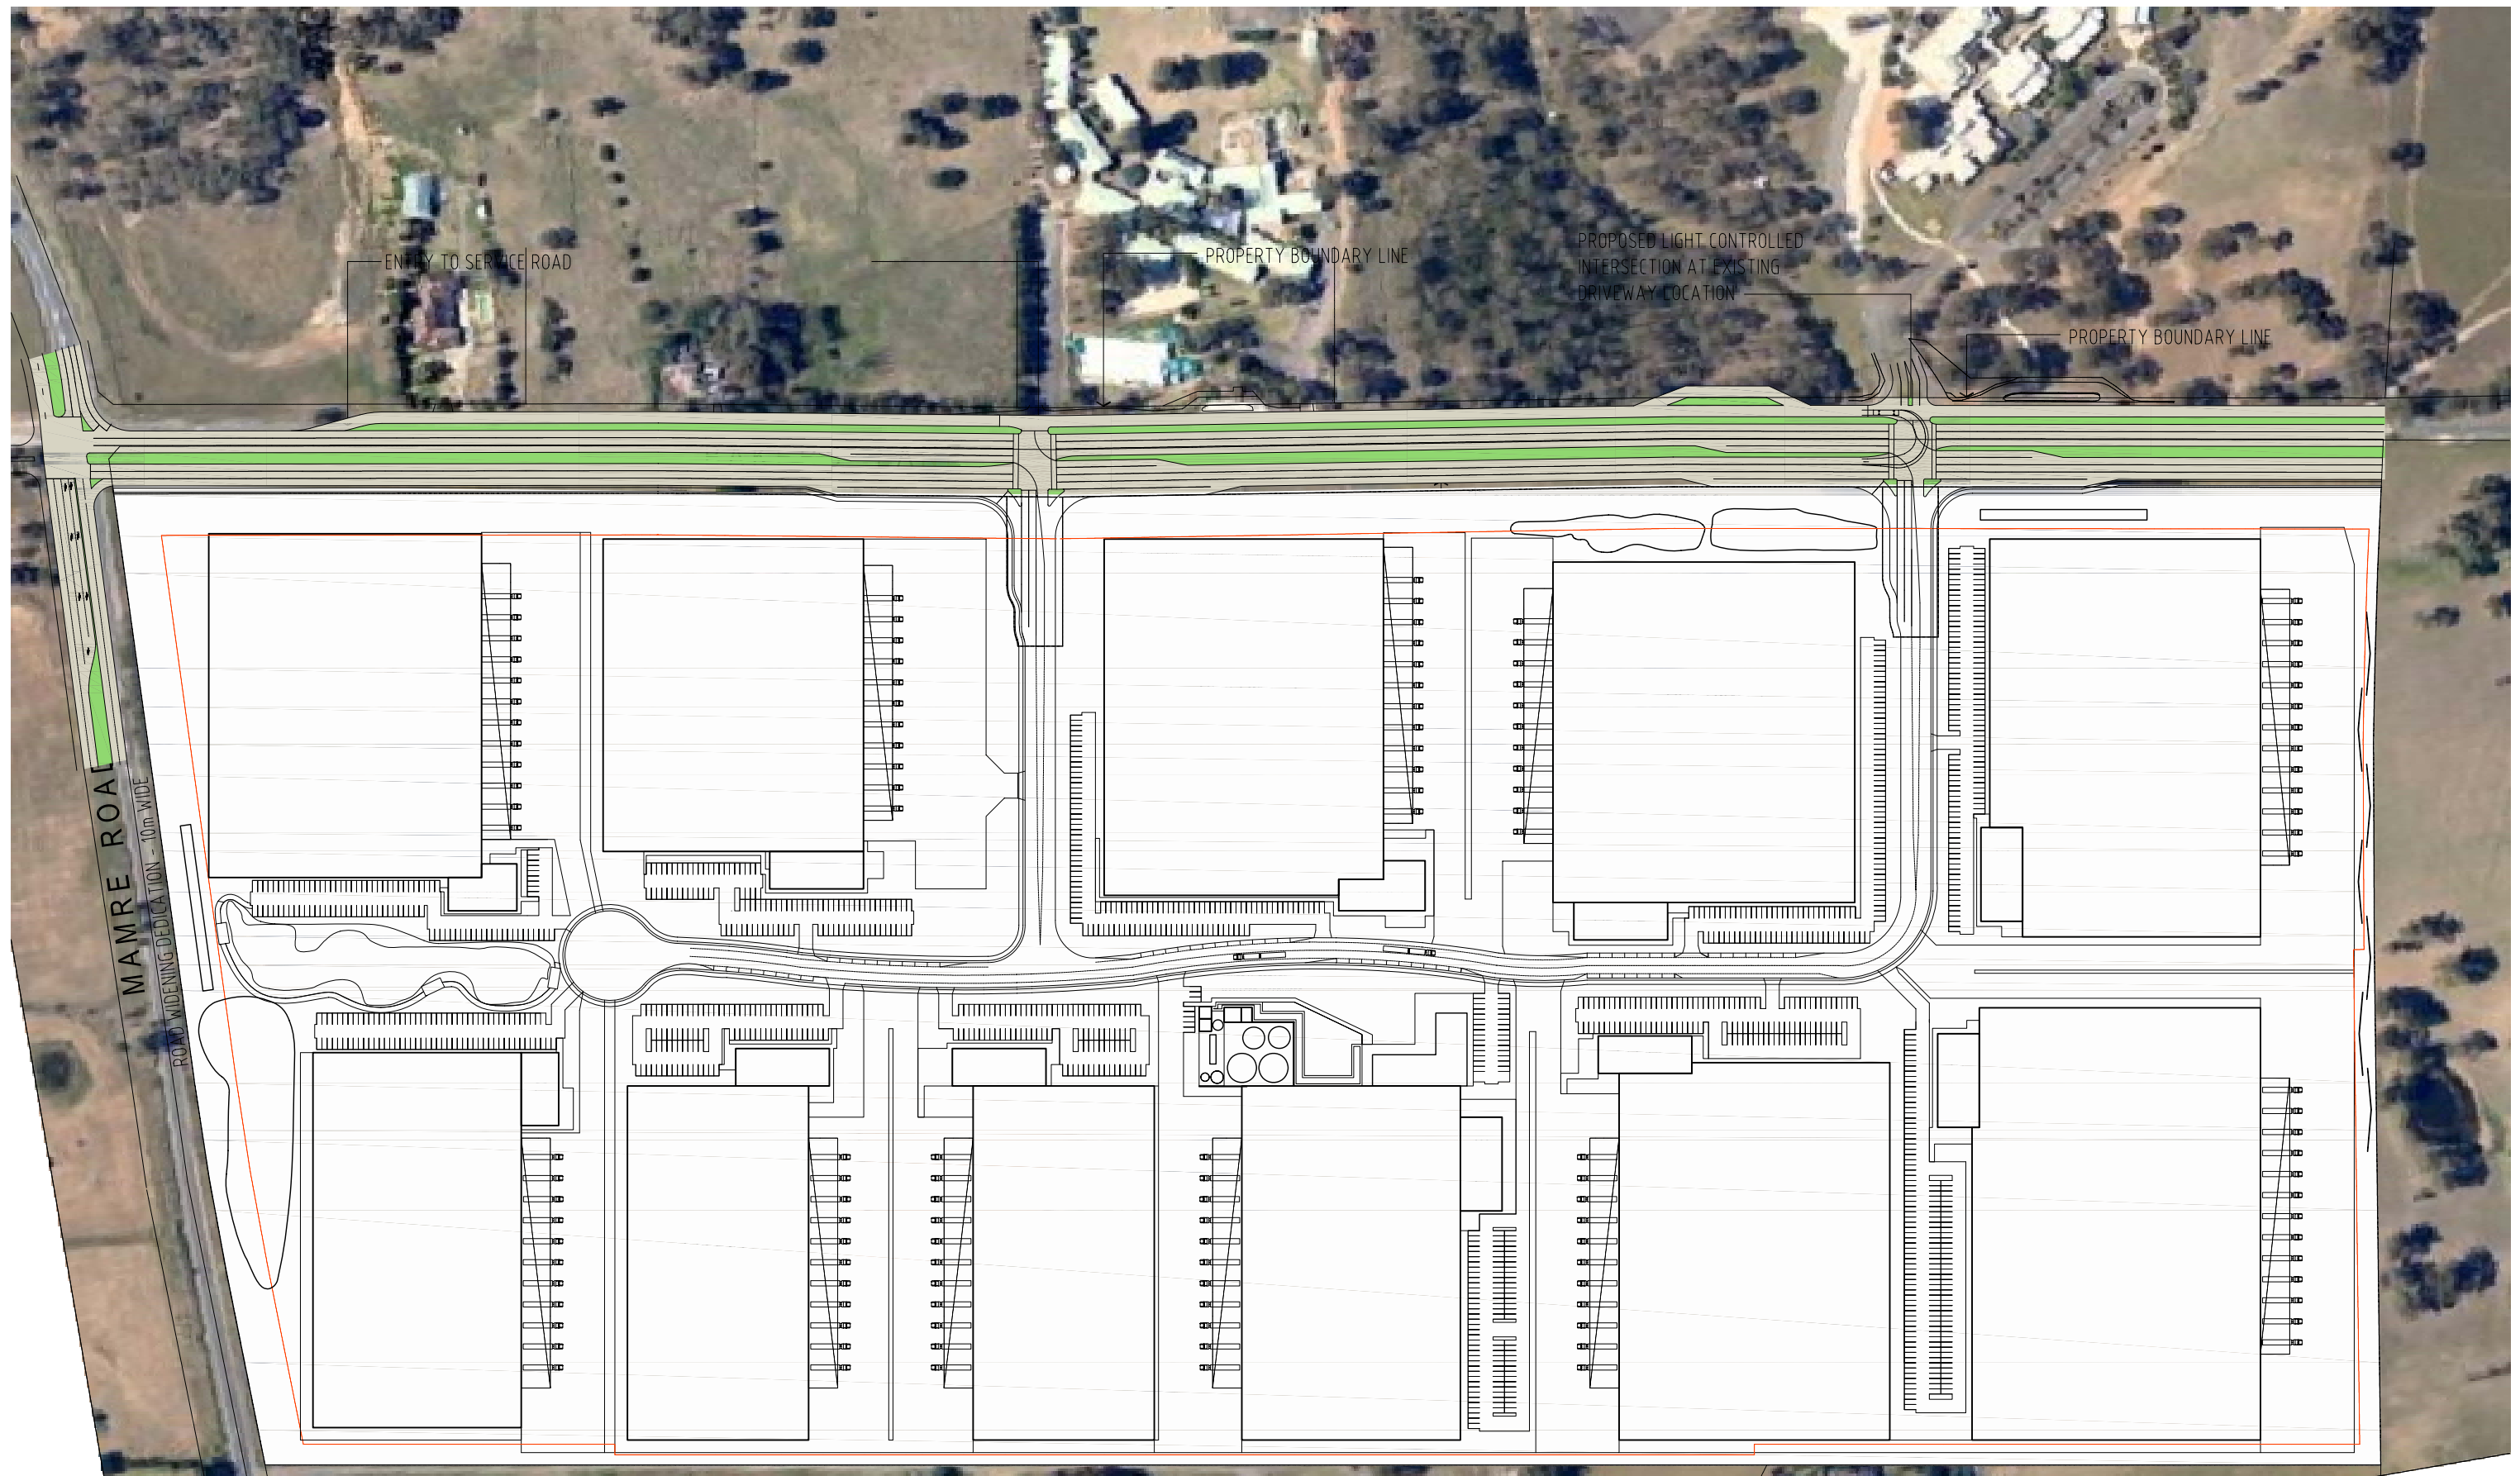 ENTRY TO SERVICE ROAD
PROPERTY BOUNDARY LINE
PROPOSED LIGHT CONTROLLED
INTERSECTION AT EXISTING
DRIVEWAY LOCATION
PROPERTY BOUNDARY LINE
MAMRE ROAD
ROAD WIDENING DEDICATION - 10m WIDE